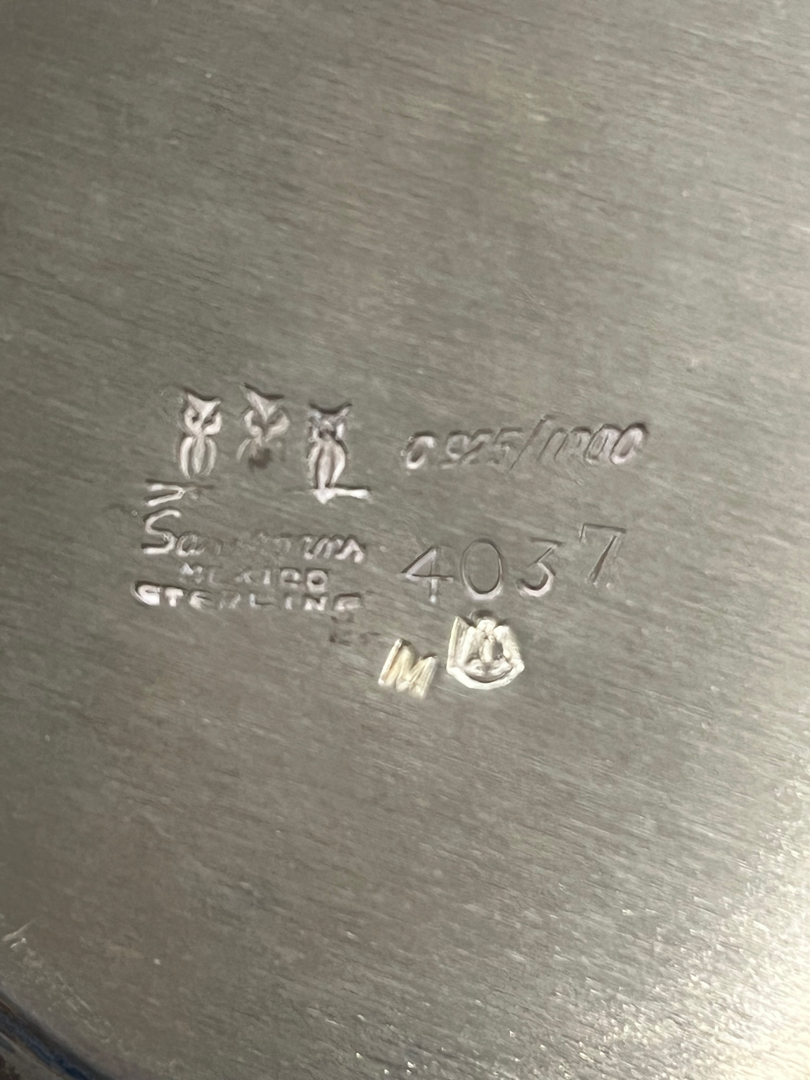 0 925/1000
Sanborns 4037
MEXICO
STERLING
M